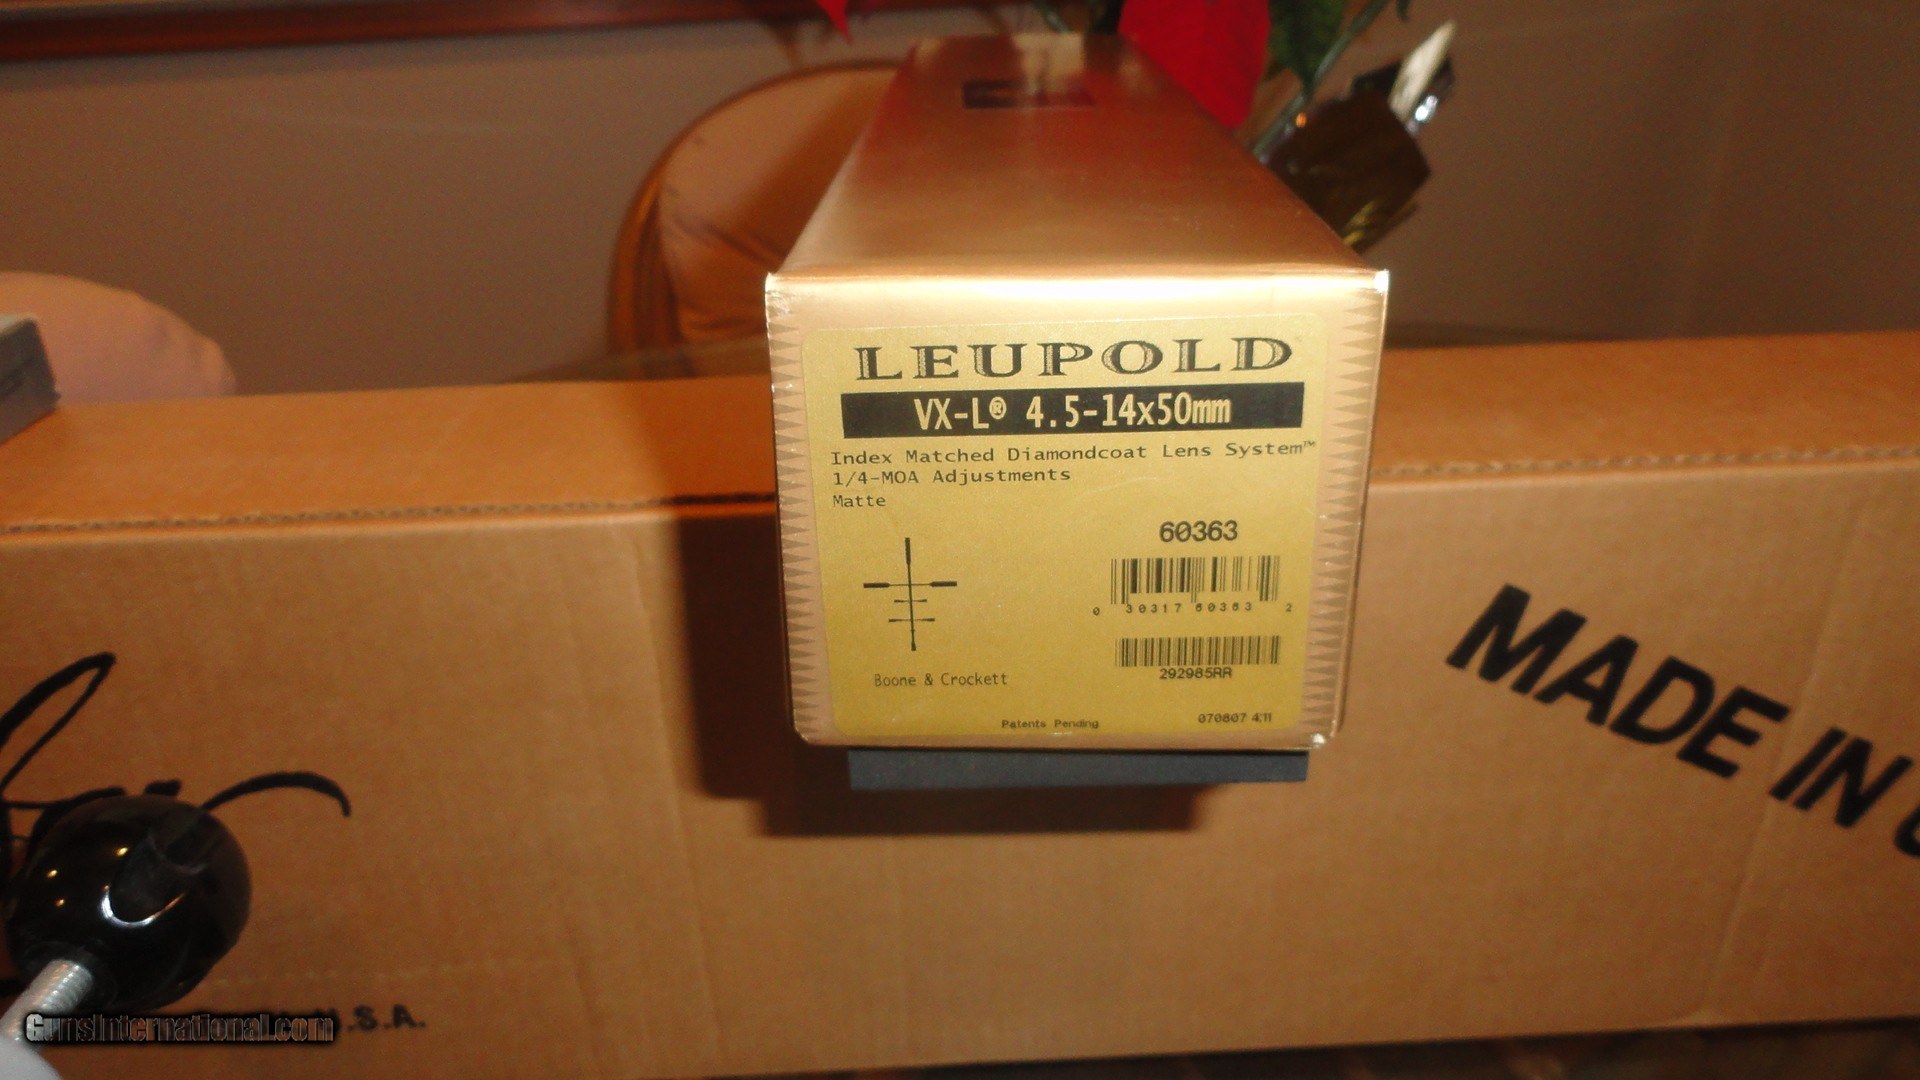 LEUPOLD
VX-L® 4.5-14x50mm
Index Matched Diamondcoat Lens System™
1/4-MOA Adjustments
Matte
60363
0 30317 60363 2
292985RR
Boone & Crockett
Patents Pending
070807 4:11
MADE IN
U.S.A.
GunsInternational.com